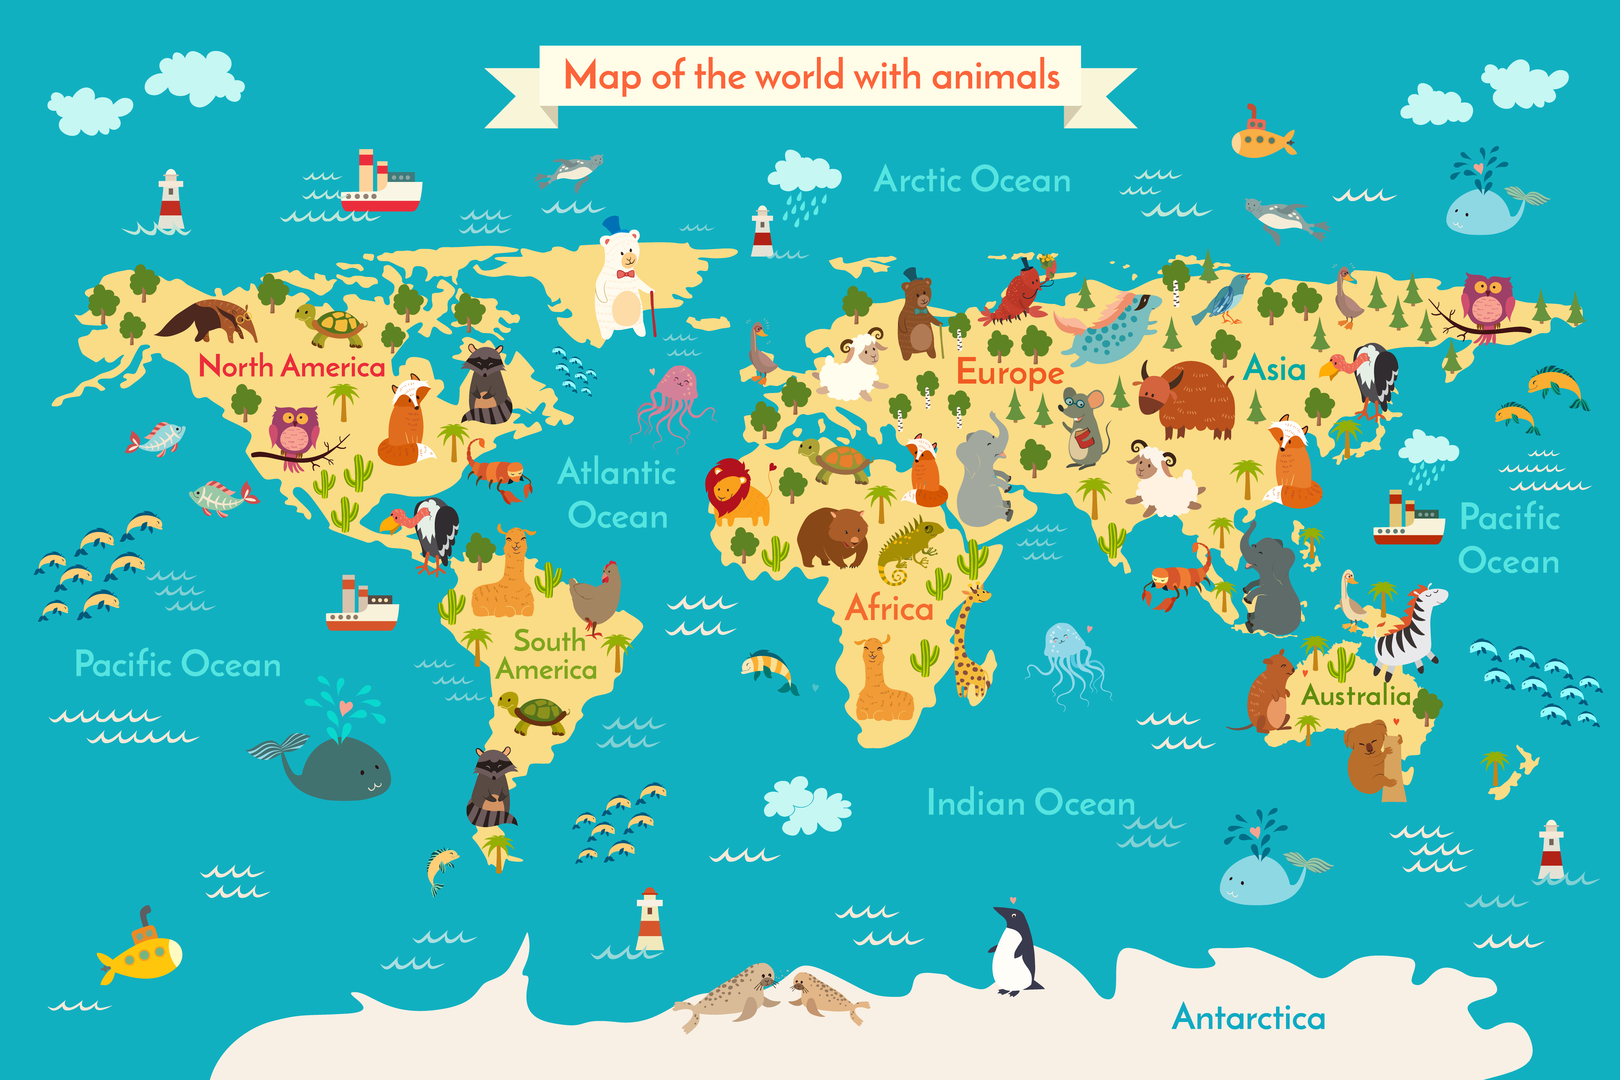 Map of the world with animals
Arctic Ocean
North America
Europe
Asia
Atlantic
Ocean
Pacific
Ocean
Africa
South
America
Pacific Ocean
Australia
Indian Ocean
Antarctica